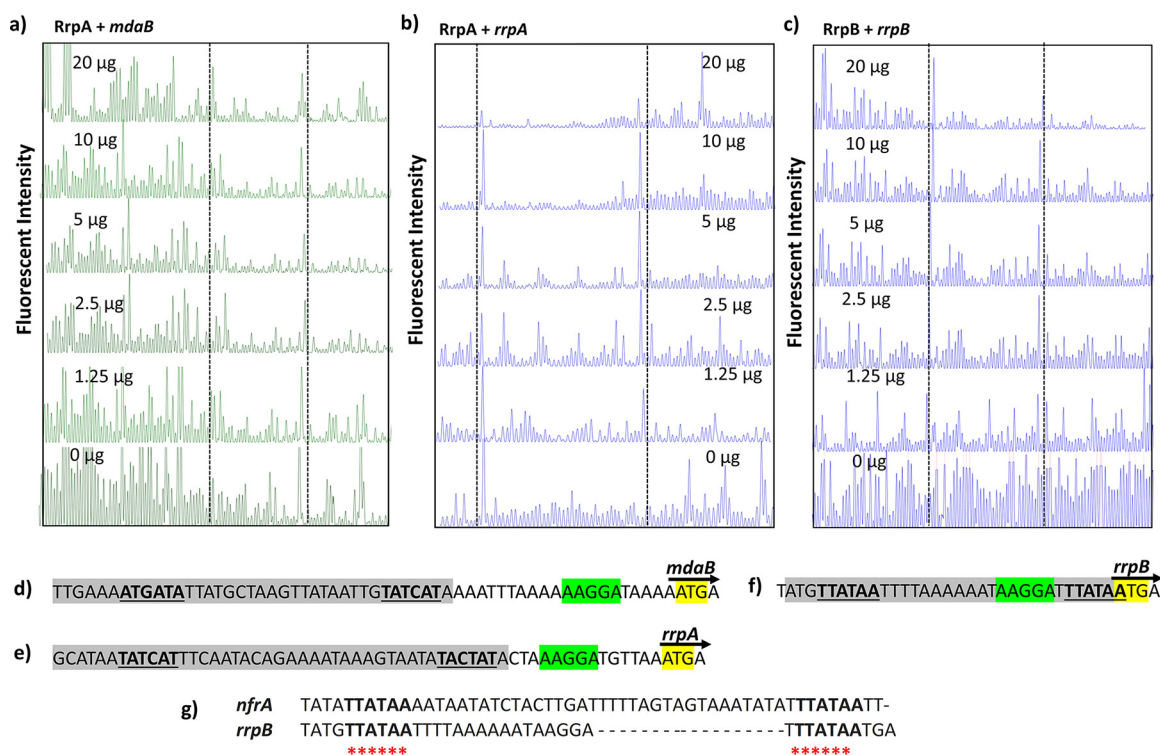 a) RrpA + mdaB
Fluorescent Intensity
20 µg
10 µg
5 µg
2.5 µg
1.25 µg
0 µg
b) RrpA + rrpA
Fluorescent Intensity
20 µg
10 µg
5 µg
2.5 µg
1.25 µg
0 µg
c) RrpB + rrpB
Fluorescent Intensity
20 µg
10 µg
5 µg
2.5 µg
1.25 µg
0 µg
mdaB
d) TTGAAAATGATATTATGCTAAGTTATAATTGTATCATAAAATTTAAAAAAGGATAAAAATGA
rrpB
f) TATGTTATAATTTTAAAAAATAAGGATTTATAATGA
rrpA
e) GCATAATATCATTTCAATACAGAAAATAAAGTAATATACTATACTAAAGGATGTTAAATGA
g) nfrA TATATTATAAAATAATATCTACTTGATTTTTAGTAGTAAATATATTTATAATT-
rrpB TATGTTATAATTTTAAAAAATAAGGA------------------TTTATAATGA
****** ******